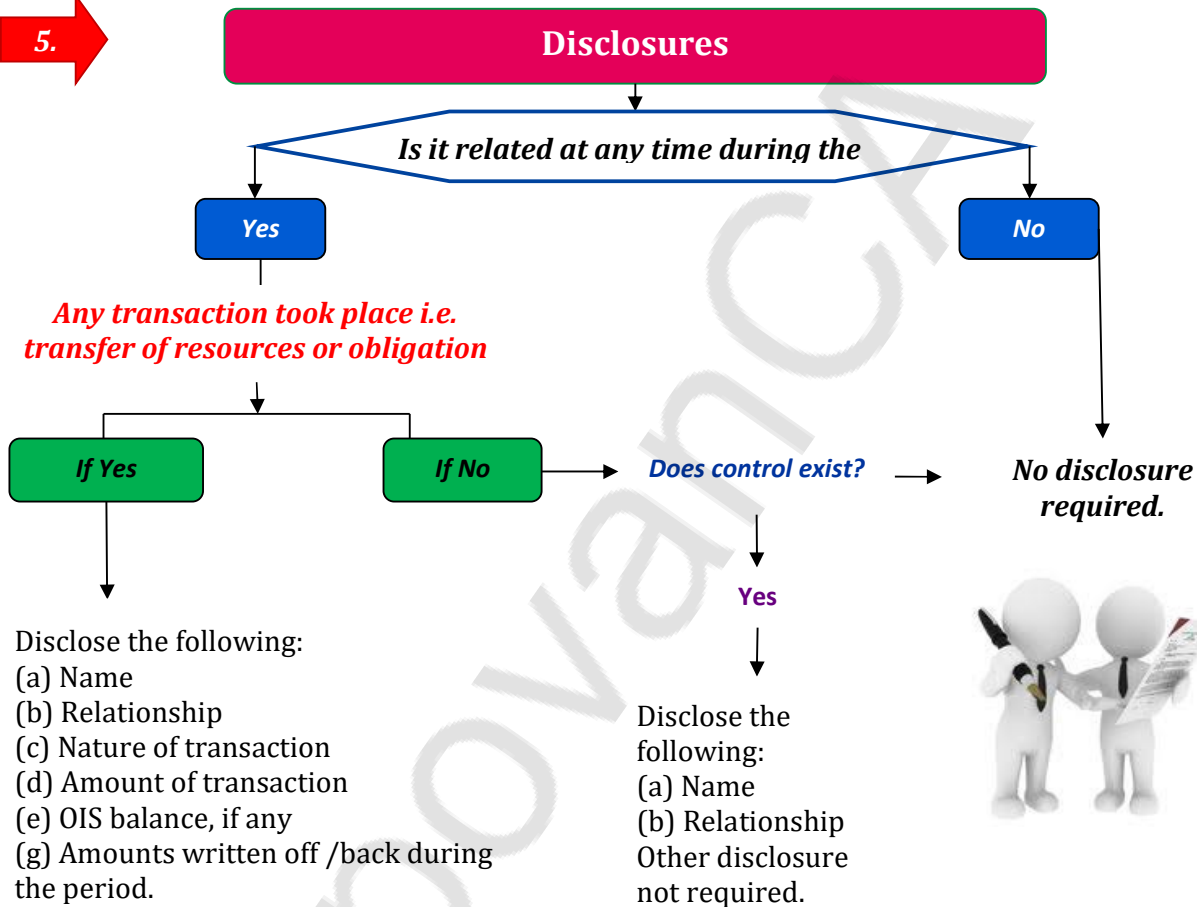 5.
Disclosures
Is it related at any time during the
Yes
No
Any transaction took place i.e.
transfer of resources or obligation
If Yes
If No
Does control exist?
No disclosure
required.
Yes
Disclose the following:
(a) Name
(b) Relationship
(c) Nature of transaction
(d) Amount of transaction
(e) OIS balance, if any
(g) Amounts written off /back during
the period.
Disclose the
following:
(a) Name
(b) Relationship
Other disclosure
not required.
povanCA